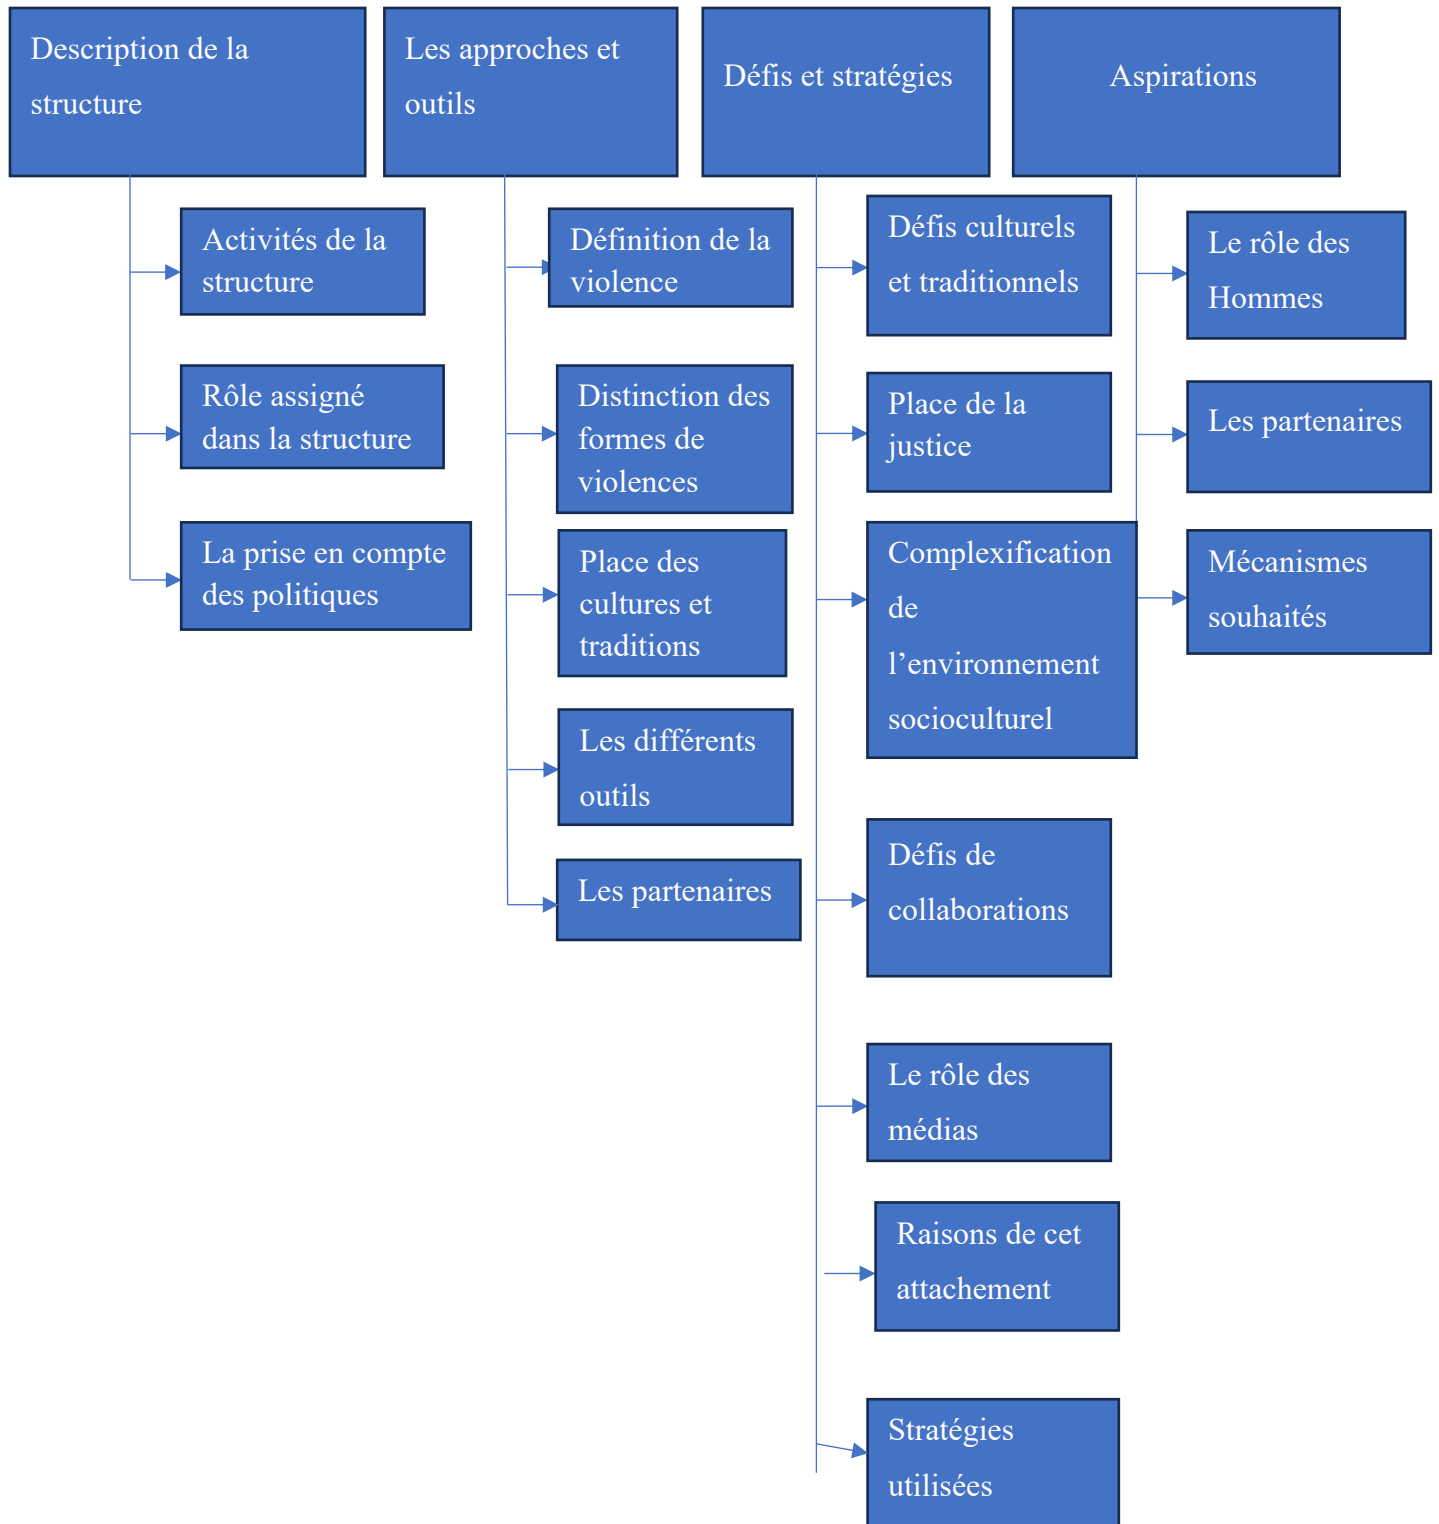 Description de la
structure
Les approches et
outils
Défis et stratégies
Aspirations
Activités de la
structure
Rôle assigné
dans la structure
La prise en compte
des politiques
Définition de la
violence
Distinction des
formes de
violences
Place des
cultures et
traditions
Les différents
outils
Les partenaires
Défis culturels
et traditionnels
Place de la
justice
Complexification
de
l’environnement
socioculturel
Défis de
collaborations
Le rôle des
médias
Raisons de cet
attachement
Stratégies
utilisées
Le rôle des
Hommes
Les partenaires
Mécanismes
souhaités